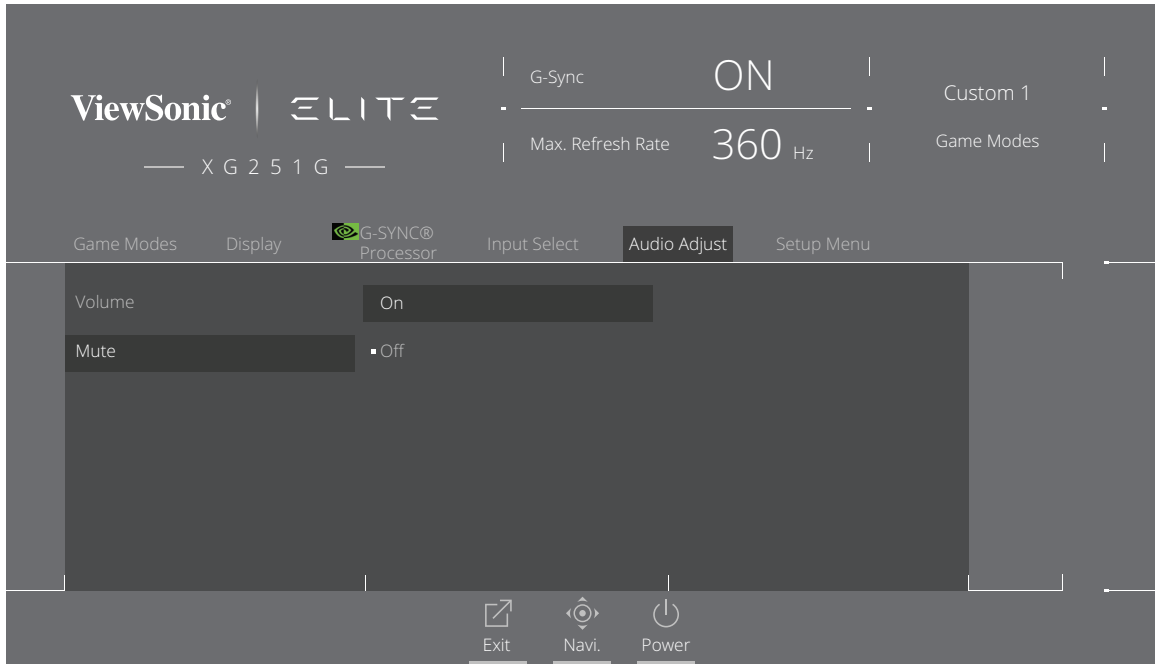 ViewSonic® ELITE
XG251G
G-Sync ON
Max. Refresh Rate 360 Hz
Custom 1
Game Modes
Game Modes Display G-SYNC® Processor Input Select Audio Adjust Setup Menu
Volume On
Mute Off
Exit Navi. Power